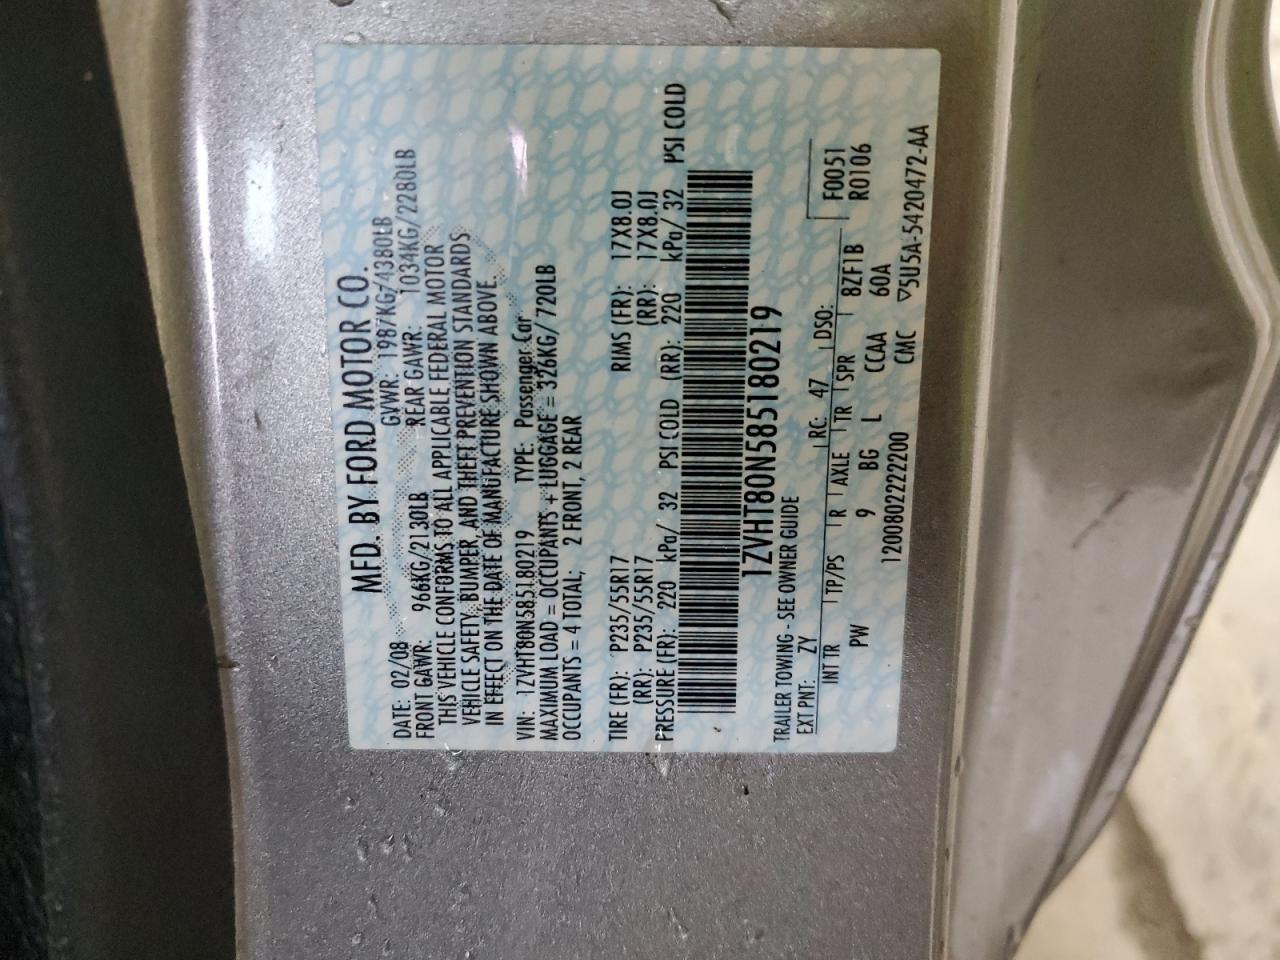 MFD. BY FORD MOTOR CO.
DATE: 02/08 GVWR: 1987KG/4380LB
FRONT GAWR: 966KG/2130LB REAR GAWR: 1034KG/2280LB
THIS VEHICLE CONFORMS TO ALL APPLICABLE FEDERAL MOTOR
VEHICLE SAFETY, BUMPER, AND THEFT PREVENTION STANDARDS
IN EFFECT ON THE DATE OF MANUFACTURE SHOWN ABOVE.
VIN: 1ZVHT80N585180219 TYPE: Passenger Car
MAXIMUM LOAD = OCCUPANTS + LUGGAGE = 326KG/720LB
OCCUPANTS = 4 TOTAL; 2 FRONT, 2 REAR
TIRE (FR): P235/55R17 RIMS (FR): 17X8.0J
(RR): P235/55R17 (RR): 17X8.0J
PRESSURE (FR): 220 kPa/ 32 PSI COLD (RR): 220 kPa/ 32 PSI COLD
1ZVHT80N585180219
TRAILER TOWING - SEE OWNER GUIDE
EXT PNT: ZY RC: 47 DSO: F0051
INT TR TP/PS R AXLE TR SPR 8ZF1B R0106
PW 9 BG L CCAA 60A
1200802222200 CMC ▽5U5A-5420472-AA